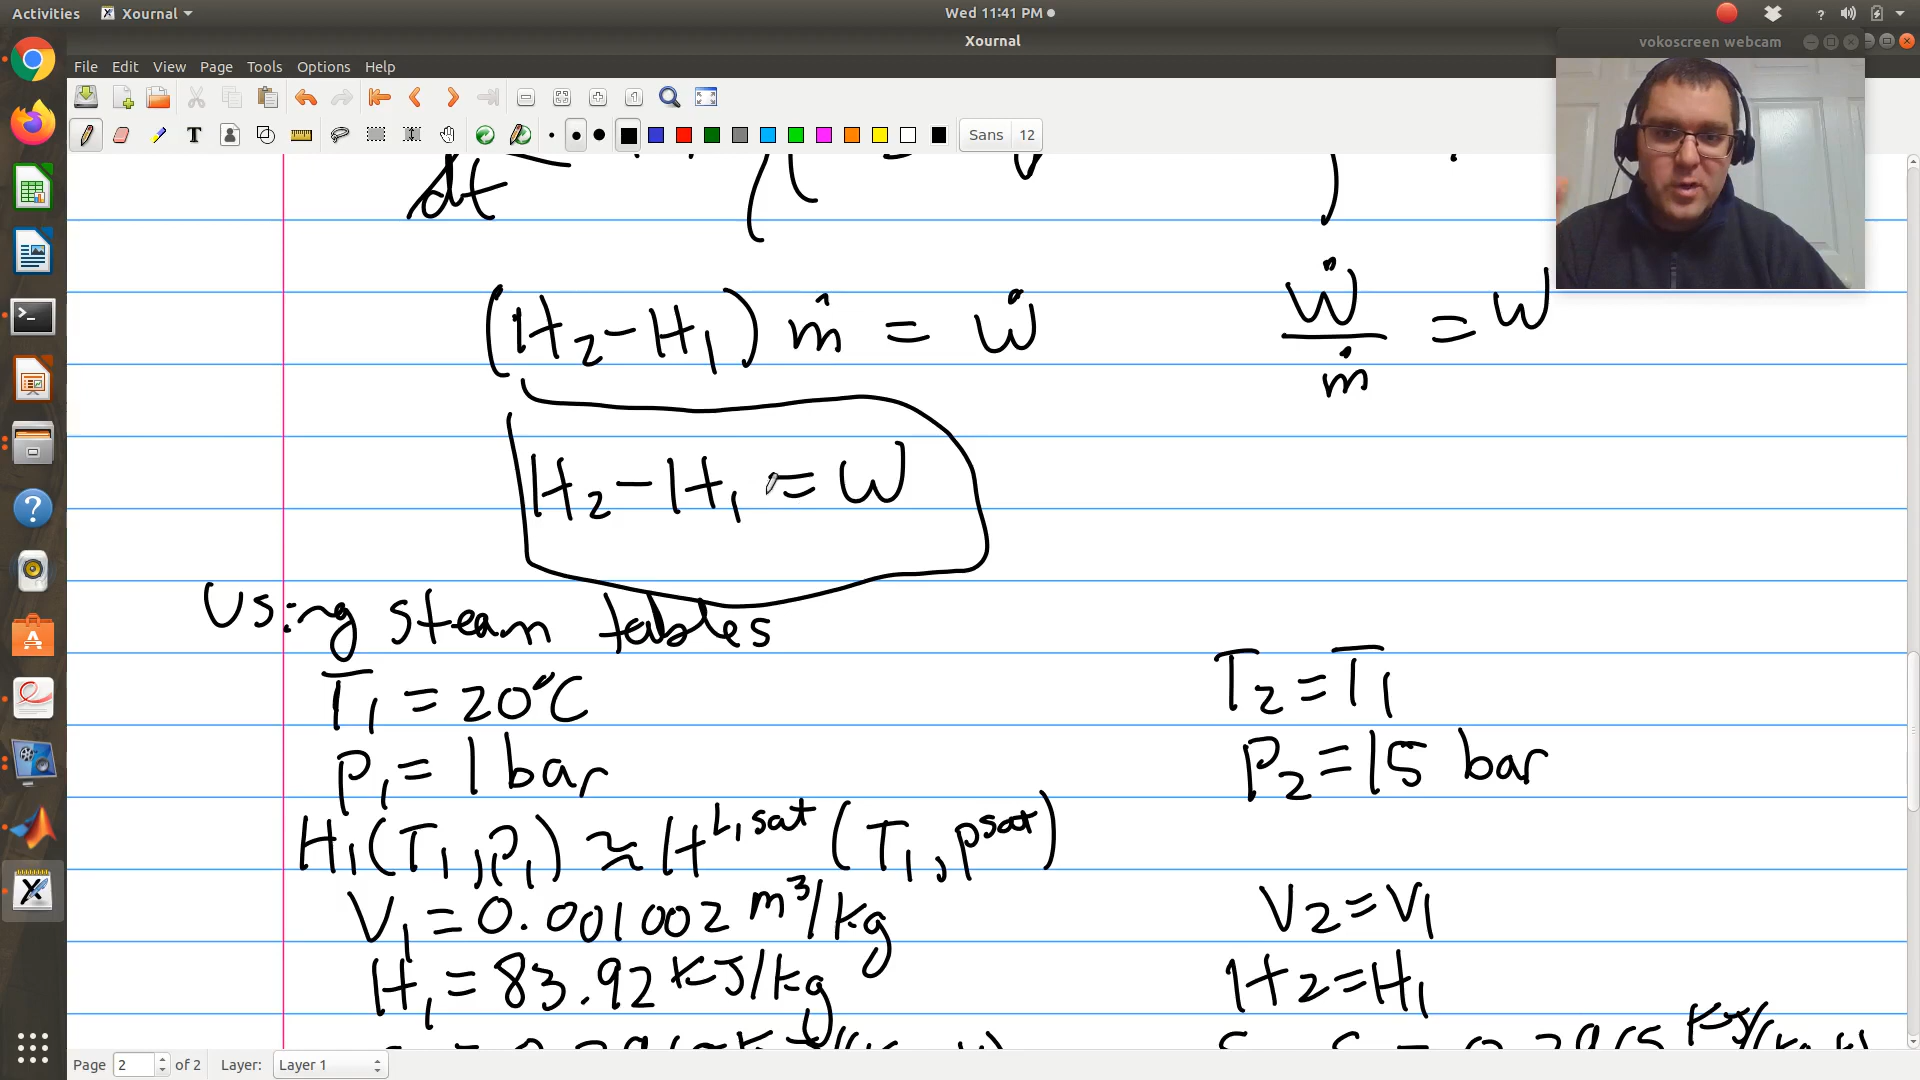 Activities Xournal Wed 11:41 PM ?
Xournal
vokoscreen webcam
File Edit View Page Tools Options Help
Sans 12
dt
(H₂-H₁) ṁ = Ẇ
Ẇ/ṁ = W
H₂-H₁ = W
Using steam tables
T₁ = 20°C
T₂ = T₁
P₁ = 1 bar
P₂ = 15 bar
H₁(T₁,P₁) ≈ H^L,sat (T₁, P^sat)
V₁ = 0.001002 m³/kg
V₂ = V₁
H₁ = 83.92 KJ/kg
H₂ = H₁
Page 2 of 2 Layer: Layer 1